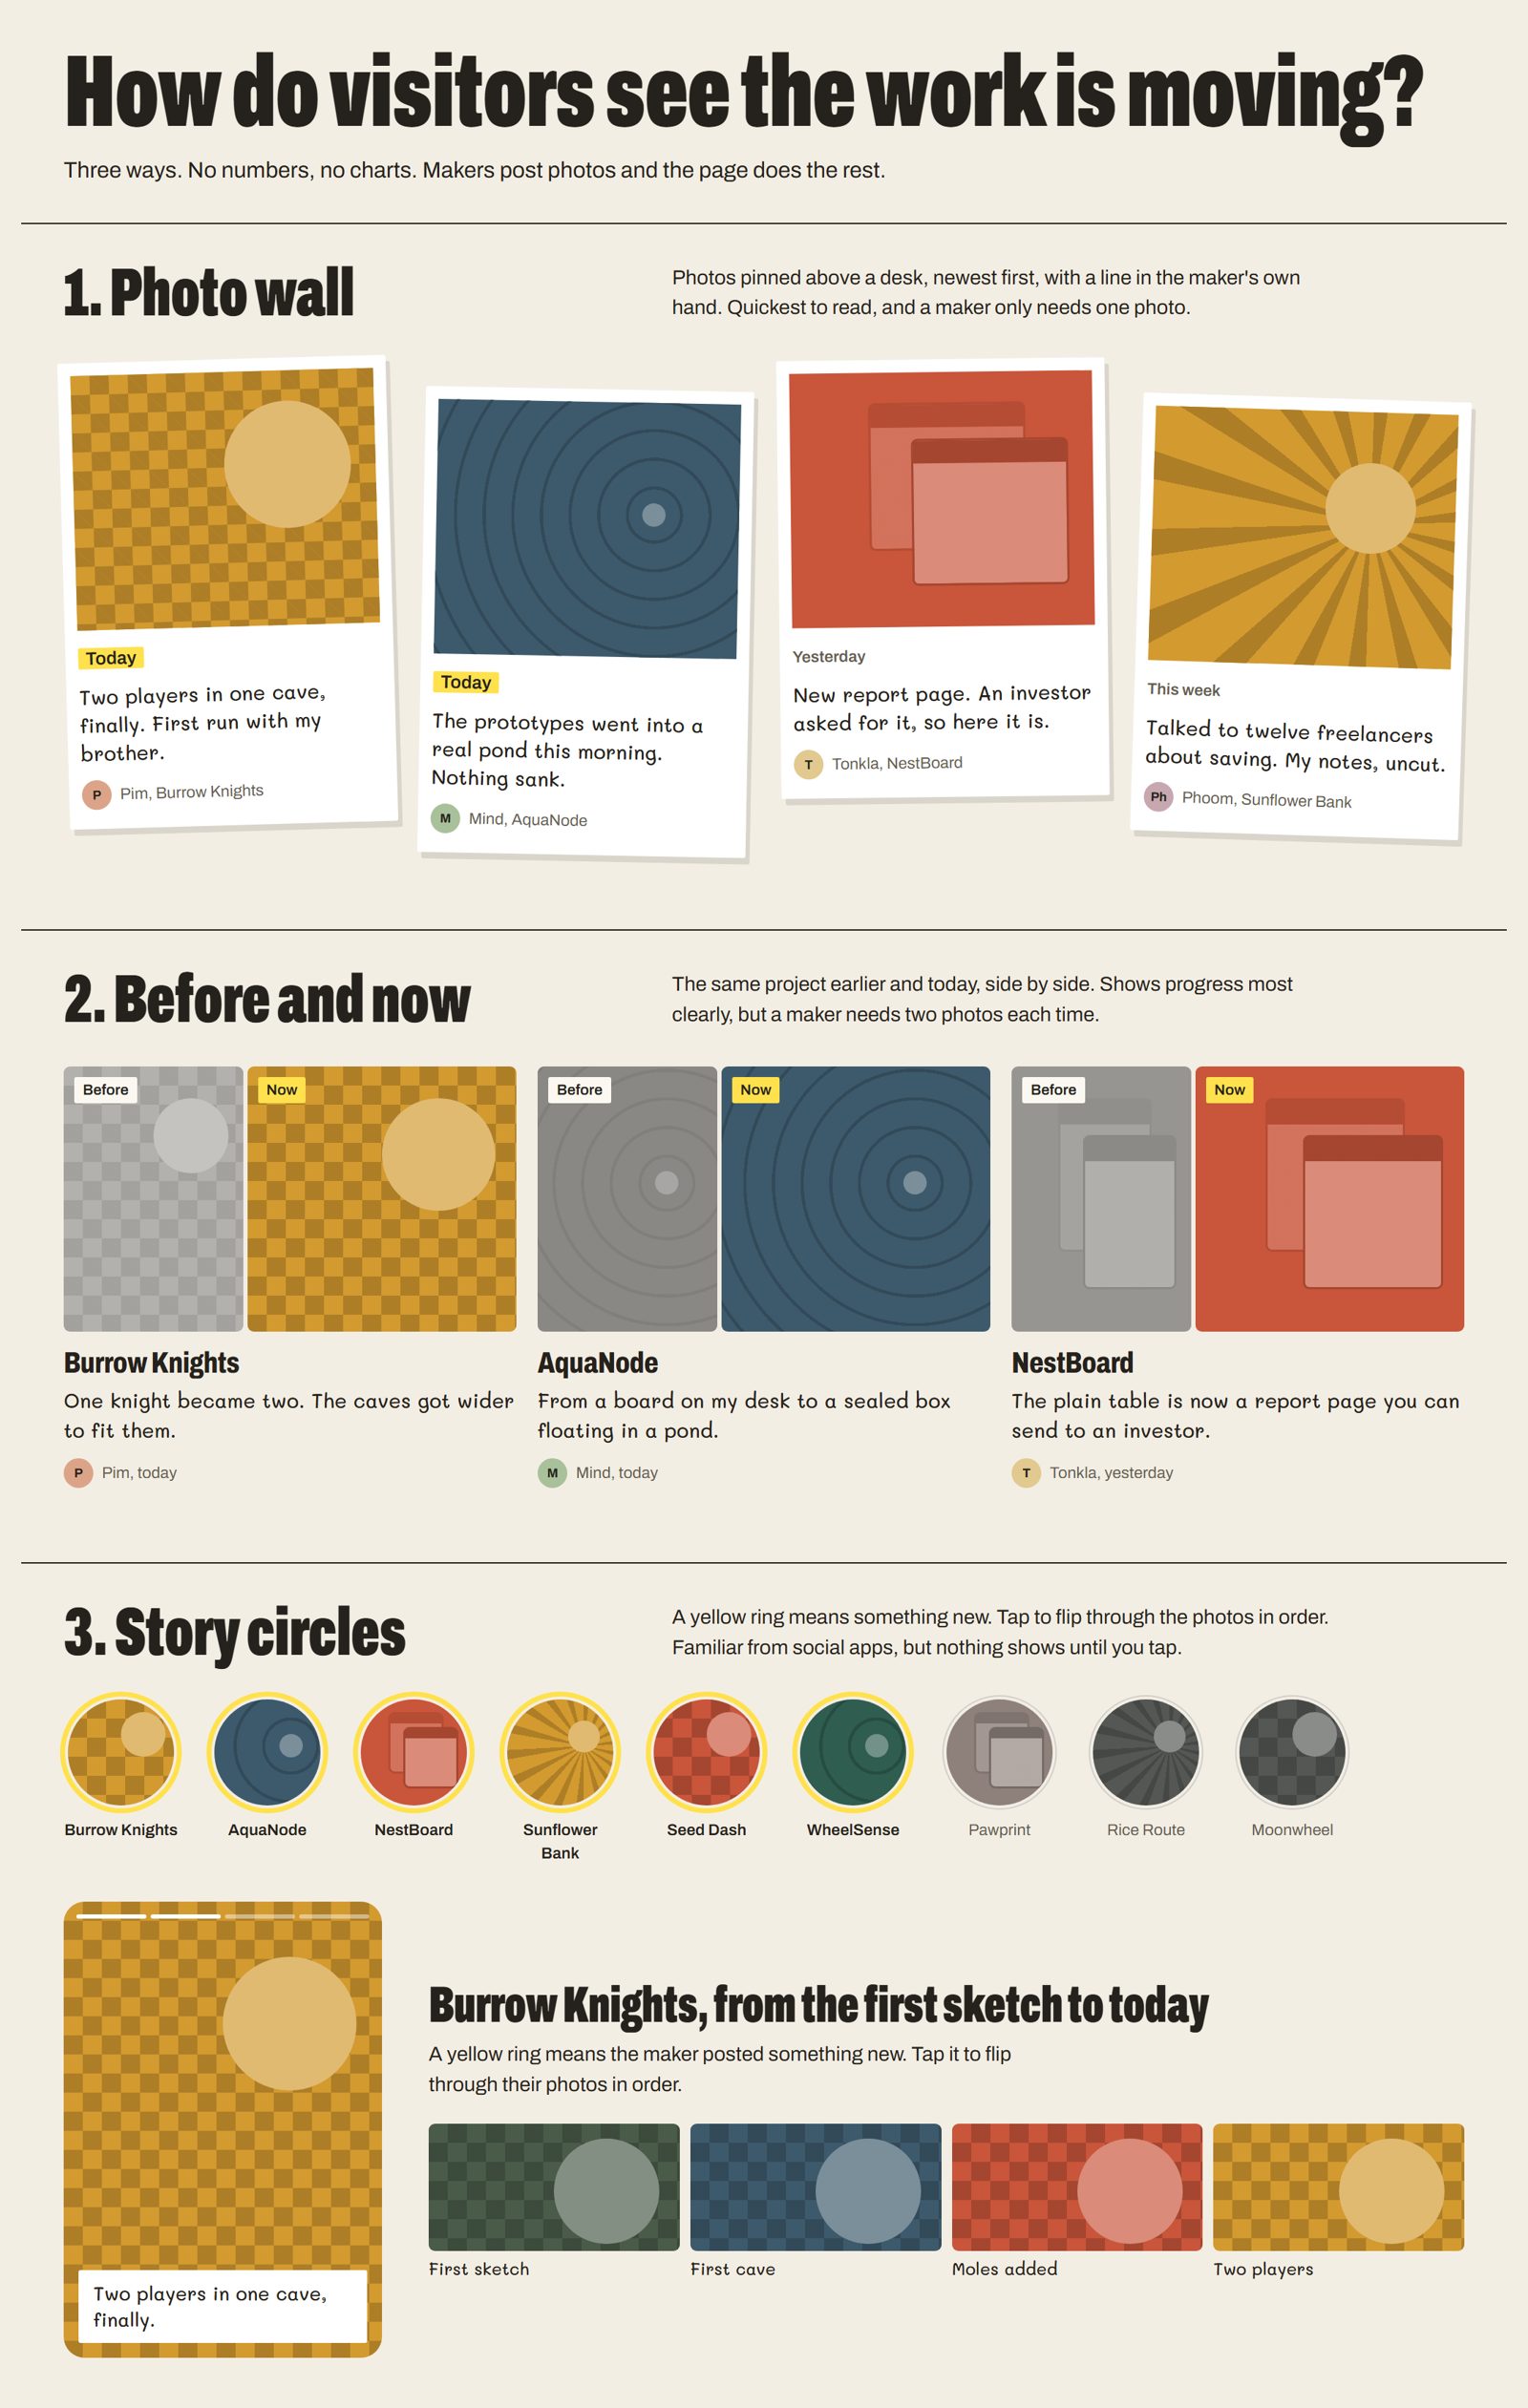 How do visitors see the work is moving?
Three ways. No numbers, no charts. Makers post photos and the page does the rest.
1. Photo wall
Photos pinned above a desk, newest first, with a line in the maker's own
hand. Quickest to read, and a maker only needs one photo.
Today
Two players in one cave,
finally. First run with my
brother.
P
Pim, Burrow Knights
Today
The prototypes went into a
real pond this morning.
Nothing sank.
M
Mind, AquaNode
Yesterday
New report page. An investor
asked for it, so here it is.
T
Tonkla, NestBoard
This week
Talked to twelve freelancers
about saving. My notes, uncut.
Ph
Phoom, Sunflower Bank
2. Before and now
The same project earlier and today, side by side. Shows progress most
clearly, but a maker needs two photos each time.
Before
Now
Burrow Knights
One knight became two. The caves got wider
to fit them.
P
Pim, today
Before
Now
AquaNode
From a board on my desk to a sealed box
floating in a pond.
M
Mind, today
Before
Now
NestBoard
The plain table is now a report page you can
send to an investor.
T
Tonkla, yesterday
3. Story circles
A yellow ring means something new. Tap to flip through the photos in order.
Familiar from social apps, but nothing shows until you tap.
Burrow Knights
AquaNode
NestBoard
Sunflower
Bank
Seed Dash
WheelSense
Pawprint
Rice Route
Moonwheel
Two players in one cave,
finally.
Burrow Knights, from the first sketch to today
A yellow ring means the maker posted something new. Tap it to flip
through their photos in order.
First sketch
First cave
Moles added
Two players